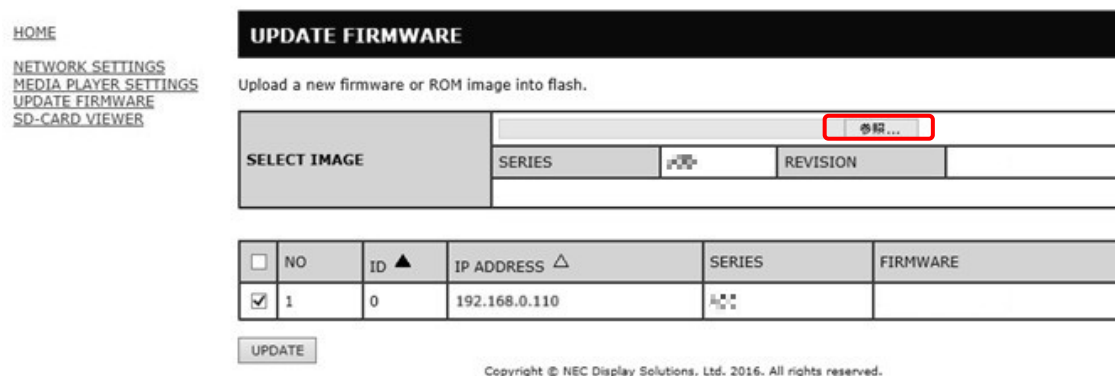 HOME
NETWORK SETTINGS
MEDIA PLAYER SETTINGS
UPDATE FIRMWARE
SD-CARD VIEWER
UPDATE FIRMWARE
Upload a new firmware or ROM image into flash.
参照...
SELECT IMAGE
SERIES REVISION
NO ID ▲ IP ADDRESS △ SERIES FIRMWARE
1 0 192.168.0.110
UPDATE
Copyright © NEC Display Solutions, Ltd. 2016. All rights reserved.